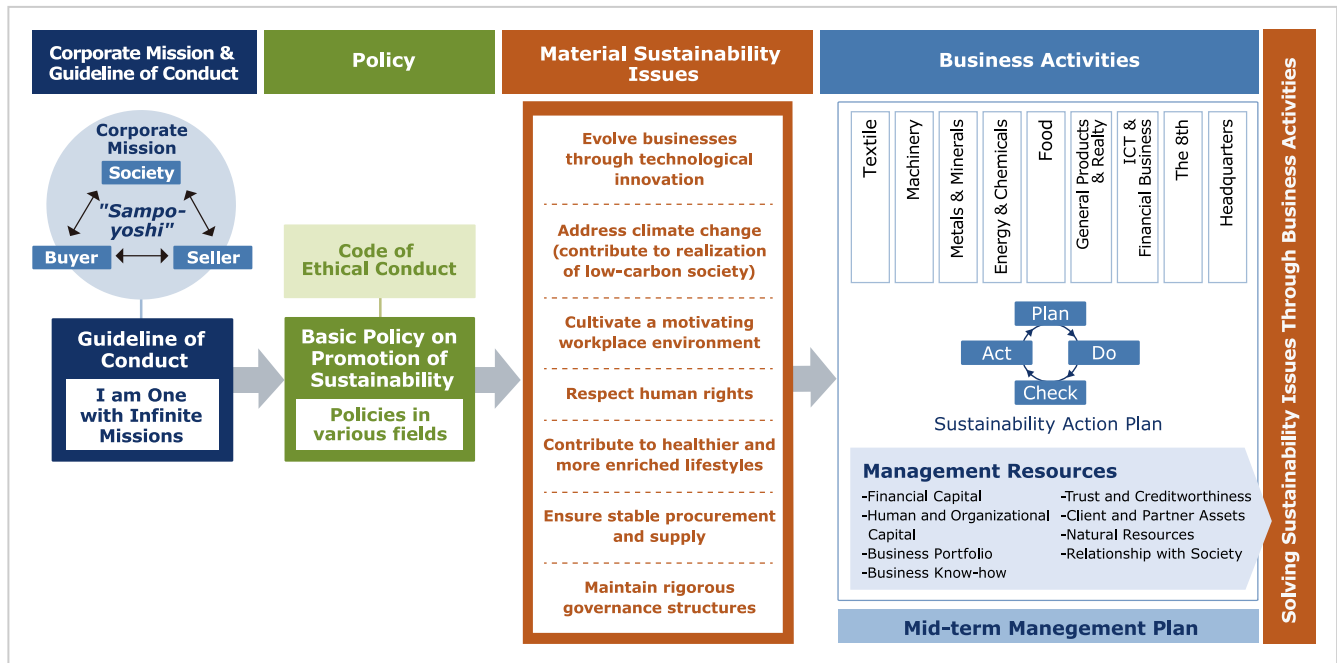 Corporate Mission &
Guideline of Conduct
Policy
Material Sustainability
Issues
Business Activities
Corporate
Mission
Society
"Sampo-
yoshi"
Buyer
Seller
Guideline of
Conduct
I am One
with Infinite
Missions
Code of
Ethical Conduct
Basic Policy on
Promotion of
Sustainability
Policies in
various fields
Evolve businesses
through technological
innovation
Address climate change
(contribute to realization
of low-carbon society)
Cultivate a motivating
workplace environment
Respect human rights
Contribute to healthier and
more enriched lifestyles
Ensure stable procurement
and supply
Maintain rigorous
governance structures
Textile
Machinery
Metals & Minerals
Energy & Chemicals
Food
General Products
& Realty
ICT &
Financial Business
The 8th
Headquarters
Plan
Act
Do
Check
Sustainability Action Plan
Management Resources
-Financial Capital
-Human and Organizational
Capital
-Business Portfolio
-Business Know-how
-Trust and Creditworthiness
-Client and Partner Assets
-Natural Resources
-Relationship with Society
Mid-term Manegement Plan
Solving Sustainability Issues Through Business Activities